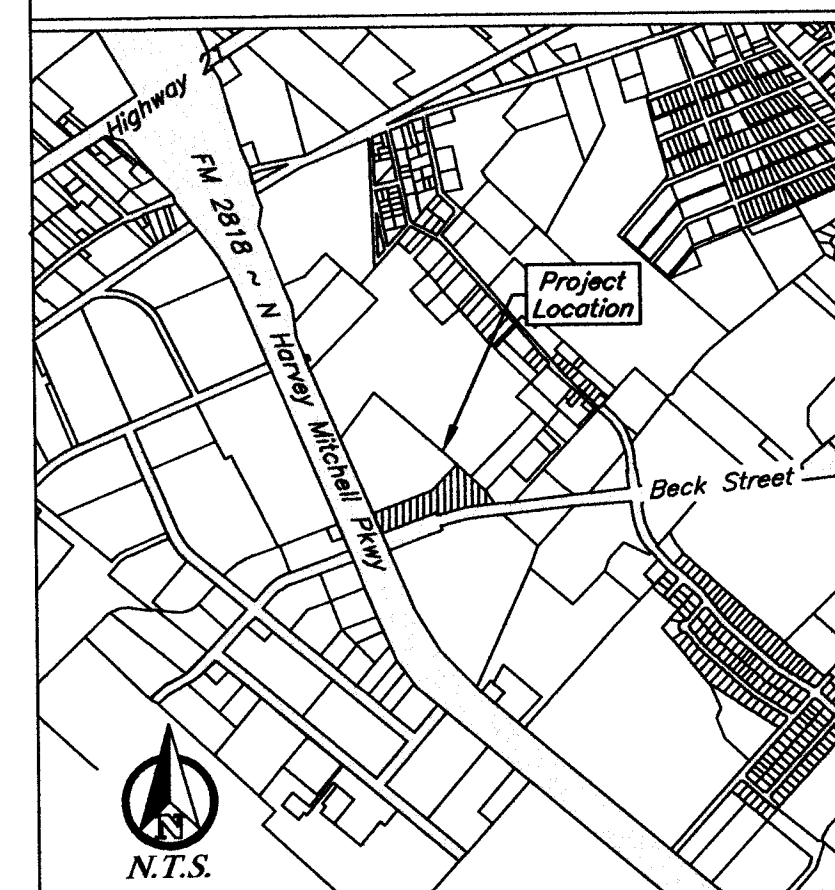 Highway 21
FM 2818 ~ N Harvey Mitchell Pkwy
Project
Location
Beck Street
N
N.T.S.